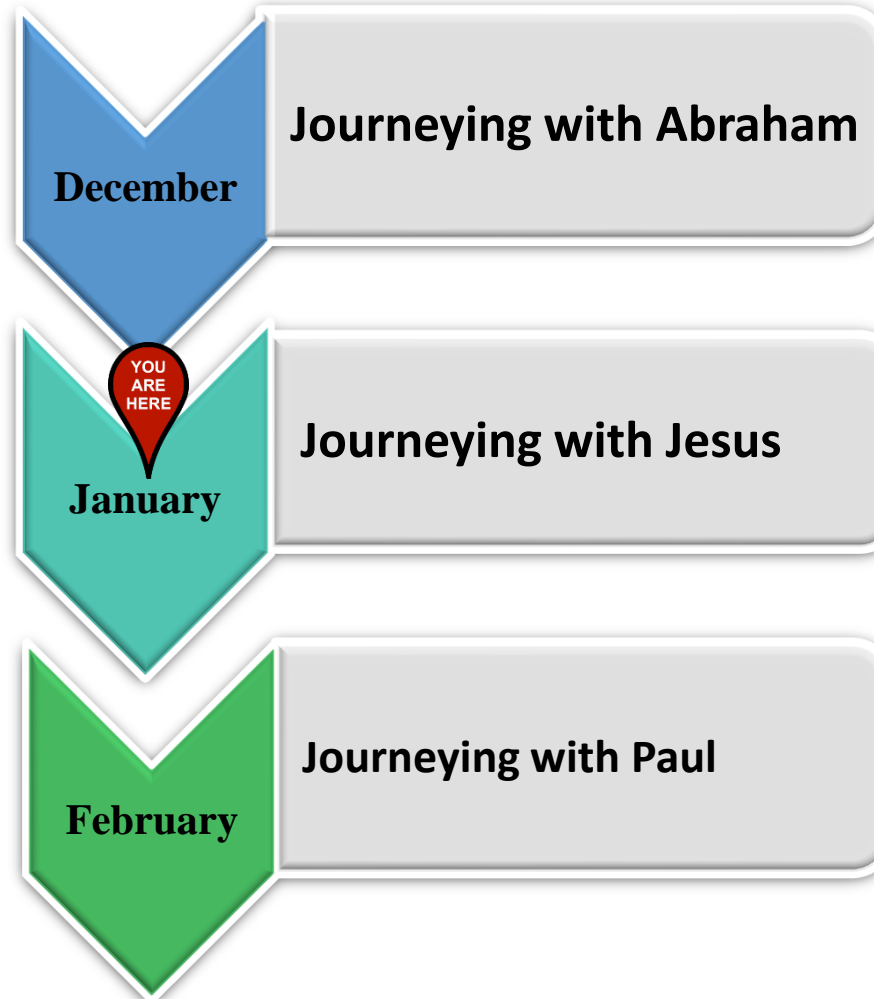 December
Journeying with Abraham
YOU
ARE
HERE
January
Journeying with Jesus
February
Journeying with Paul